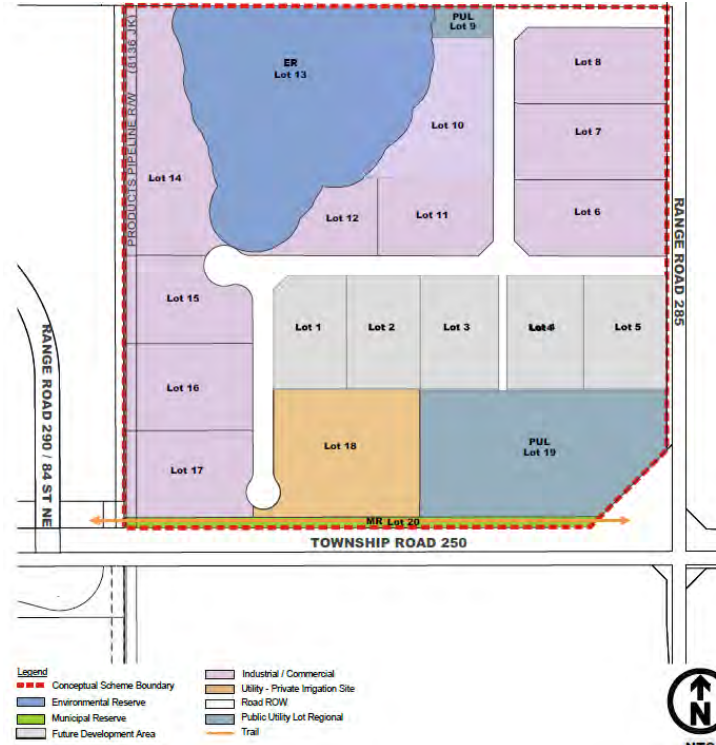 PRODUCTS PIPELINE R/W (8136 JK)
PUL
Lot 9
ER
Lot 13
Lot 8
Lot 10
Lot 7
Lot 14
Lot 12
Lot 11
Lot 6
RANGE ROAD 285
Lot 15
Lot 1
Lot 2
Lot 3
Lot 4
Lot 5
RANGE ROAD 290 / 84 ST NE
Lot 16
Lot 18
PUL
Lot 19
Lot 17
MR Lot 20
TOWNSHIP ROAD 250
Legend
Conceptual Scheme Boundary
Environmental Reserve
Municipal Reserve
Future Development Area
Industrial / Commercial
Utility - Private Irrigation Site
Road ROW
Public Utility Lot Regional
Trail
N